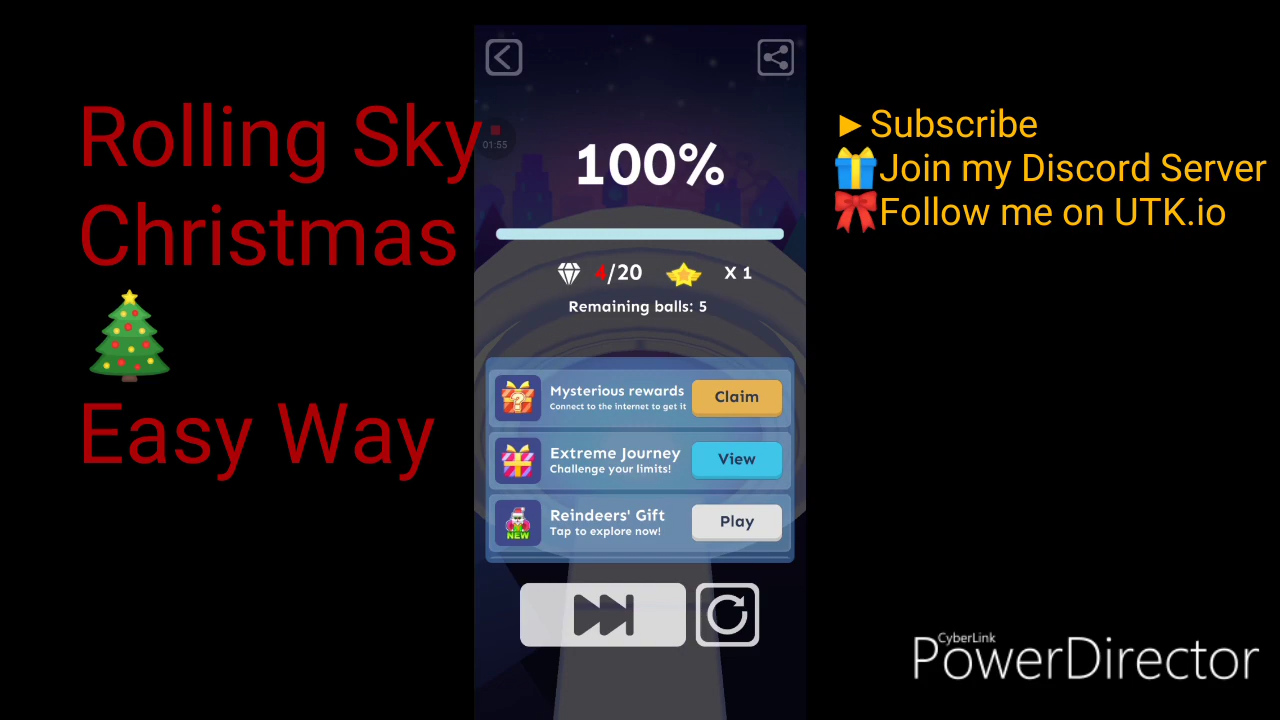 Rolling Sky
Christmas
🎄
Easy Way
01:55
100%
4/20 X 1
Remaining balls: 5
Mysterious rewards
Connect to the internet to get it
Claim
Extreme Journey
Challenge your limits!
View
NEW
Reindeers' Gift
Tap to explore now!
Play
►Subscribe
🎁Join my Discord Server
🎀Follow me on UTK.io
CyberLink
PowerDirector